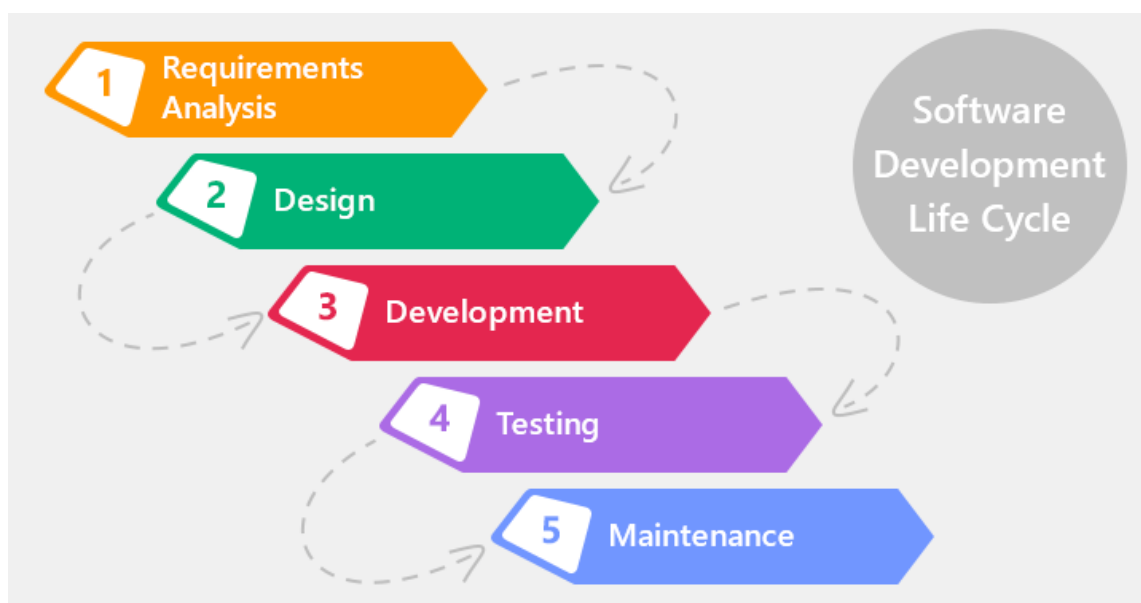 1
Requirements
Analysis
2
Design
3
Development
4
Testing
5
Maintenance
Software
Development
Life Cycle